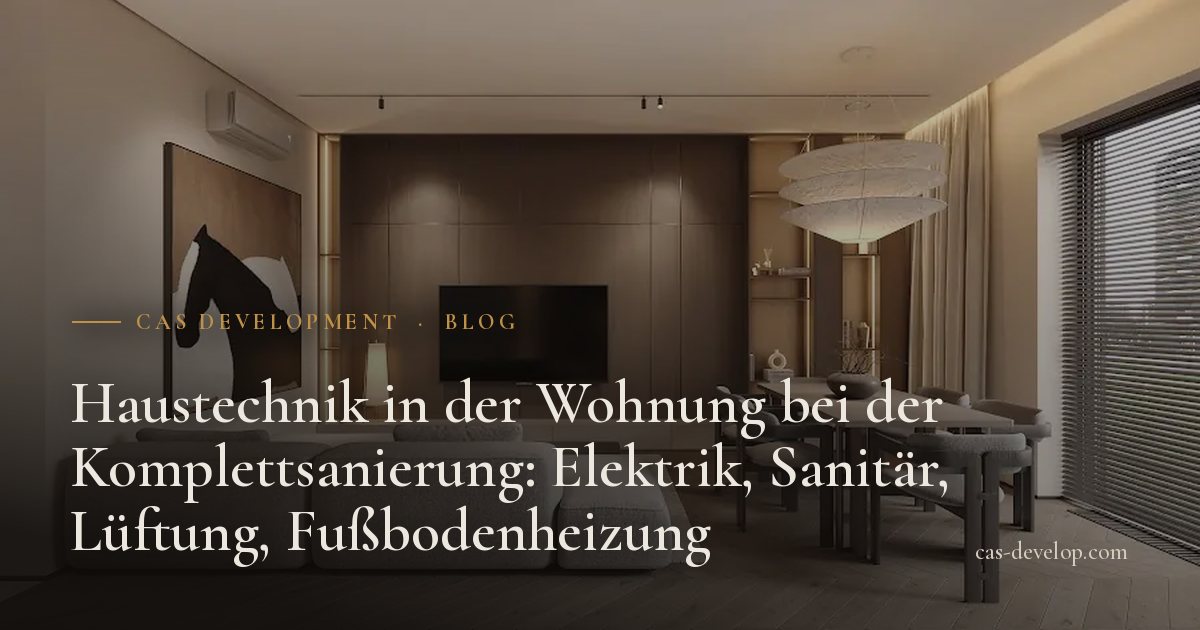 CAS DEVELOPMENT · BLOG
Haustechnik in der Wohnung bei der
Komplettsanierung: Elektrik, Sanitär,
Lüftung, Fußbodenheizung
cas-develop.com